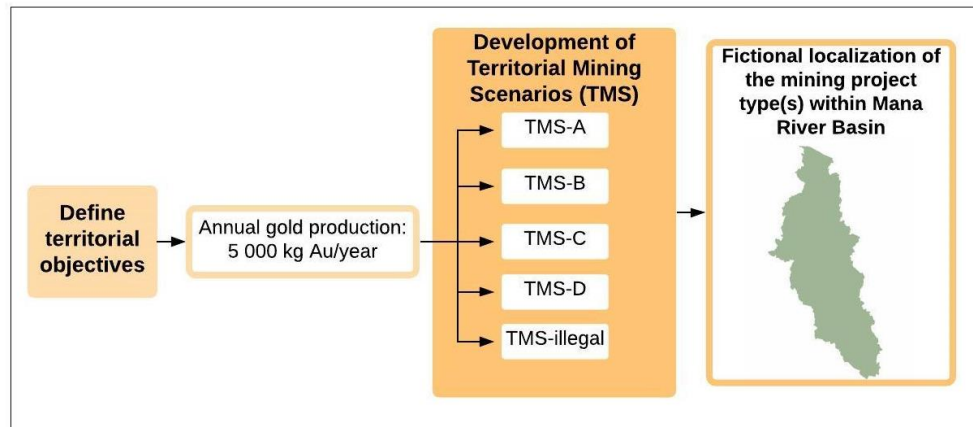 Define
territorial
objectives
Annual gold production:
5 000 kg Au/year
Development of
Territorial Mining
Scenarios (TMS)
TMS-A
TMS-B
TMS-C
TMS-D
TMS-illegal
Fictional localization of
the mining project
type(s) within Mana
River Basin